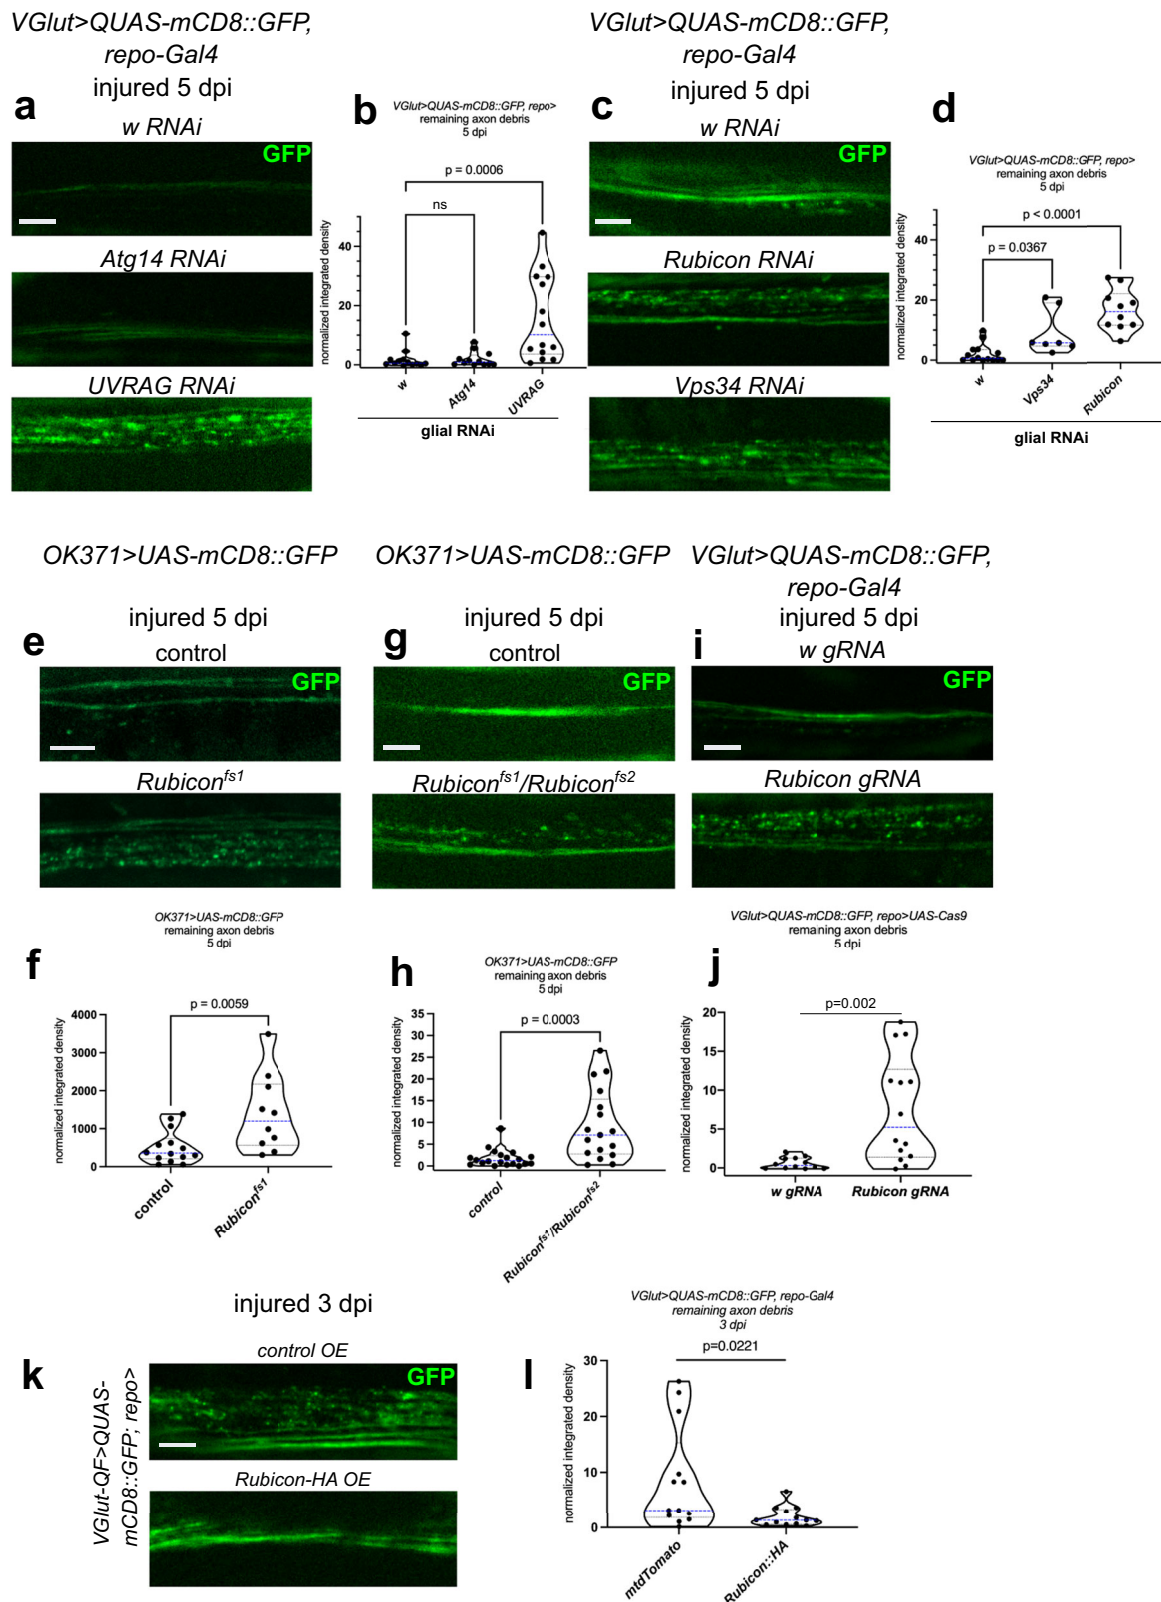 VGlut>QUAS-mCD8::GFP,
repo-Gal4
injured 5 dpi
a
w RNAi
GFP
Atg14 RNAi
UVRAG RNAi
b
VGlut>QUAS-mCD8::GFP, repo>
remaining axon debris
5 dpi
p = 0.0006
ns
normalized integrated density
40
20
0
w
Atg14
UVRAG
glial RNAi
VGlut>QUAS-mCD8::GFP,
repo-Gal4
injured 5 dpi
c
w RNAi
GFP
Rubicon RNAi
Vps34 RNAi
d
VGlut>QUAS-mCD8::GFP, repo>
remaining axon debris
5 dpi
p < 0.0001
p = 0.0367
normalized integrated density
40
20
0
w
Vps34
Rubicon
glial RNAi
OK371>UAS-mCD8::GFP
injured 5 dpi
e
control
GFP
Rubicon^fs1
OK371>UAS-mCD8::GFP
injured 5 dpi
g
control
GFP
Rubicon^fs1/Rubicon^fs2
VGlut>QUAS-mCD8::GFP,
repo-Gal4
injured 5 dpi
i
w gRNA
GFP
Rubicon gRNA
f
OK371>UAS-mCD8::GFP
remaining axon debris
5 dpi
p = 0.0059
normalized integrated density
4000
3000
2000
1000
0
control
Rubicon^fs1
h
OK371>UAS-mCD8::GFP
remaining axon debris
5 dpi
p = 0.0003
normalized integrated density
35
30
25
20
15
10
5
0
control
Rubicon^fs1/Rubicon^fs2
j
VGlut>QUAS-mCD8::GFP, repo>UAS-Cas9
remaining axon debris
5 dpi
p=0.002
normalized integrated density
20
15
10
5
0
w gRNA
Rubicon gRNA
injured 3 dpi
k
VGlut-QF>QUAS-
mCD8::GFP; repo>
control OE
GFP
Rubicon-HA OE
l
VGlut>QUAS-mCD8::GFP, repo-Gal4
remaining axon debris
3 dpi
p=0.0221
normalized integrated density
30
20
10
0
mtdTomato
Rubicon::HA